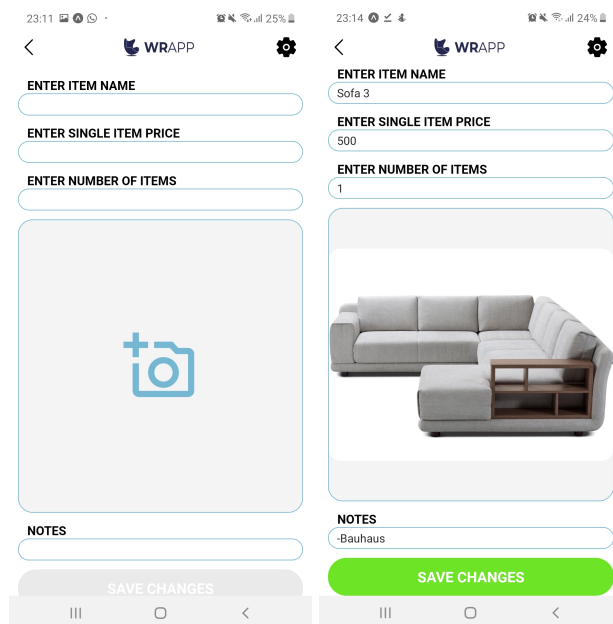 23:11
25%
WRAPP
ENTER ITEM NAME
ENTER SINGLE ITEM PRICE
ENTER NUMBER OF ITEMS
NOTES
SAVE CHANGES
23:14
24%
WRAPP
ENTER ITEM NAME
Sofa 3
ENTER SINGLE ITEM PRICE
500
ENTER NUMBER OF ITEMS
1
NOTES
-Bauhaus
SAVE CHANGES